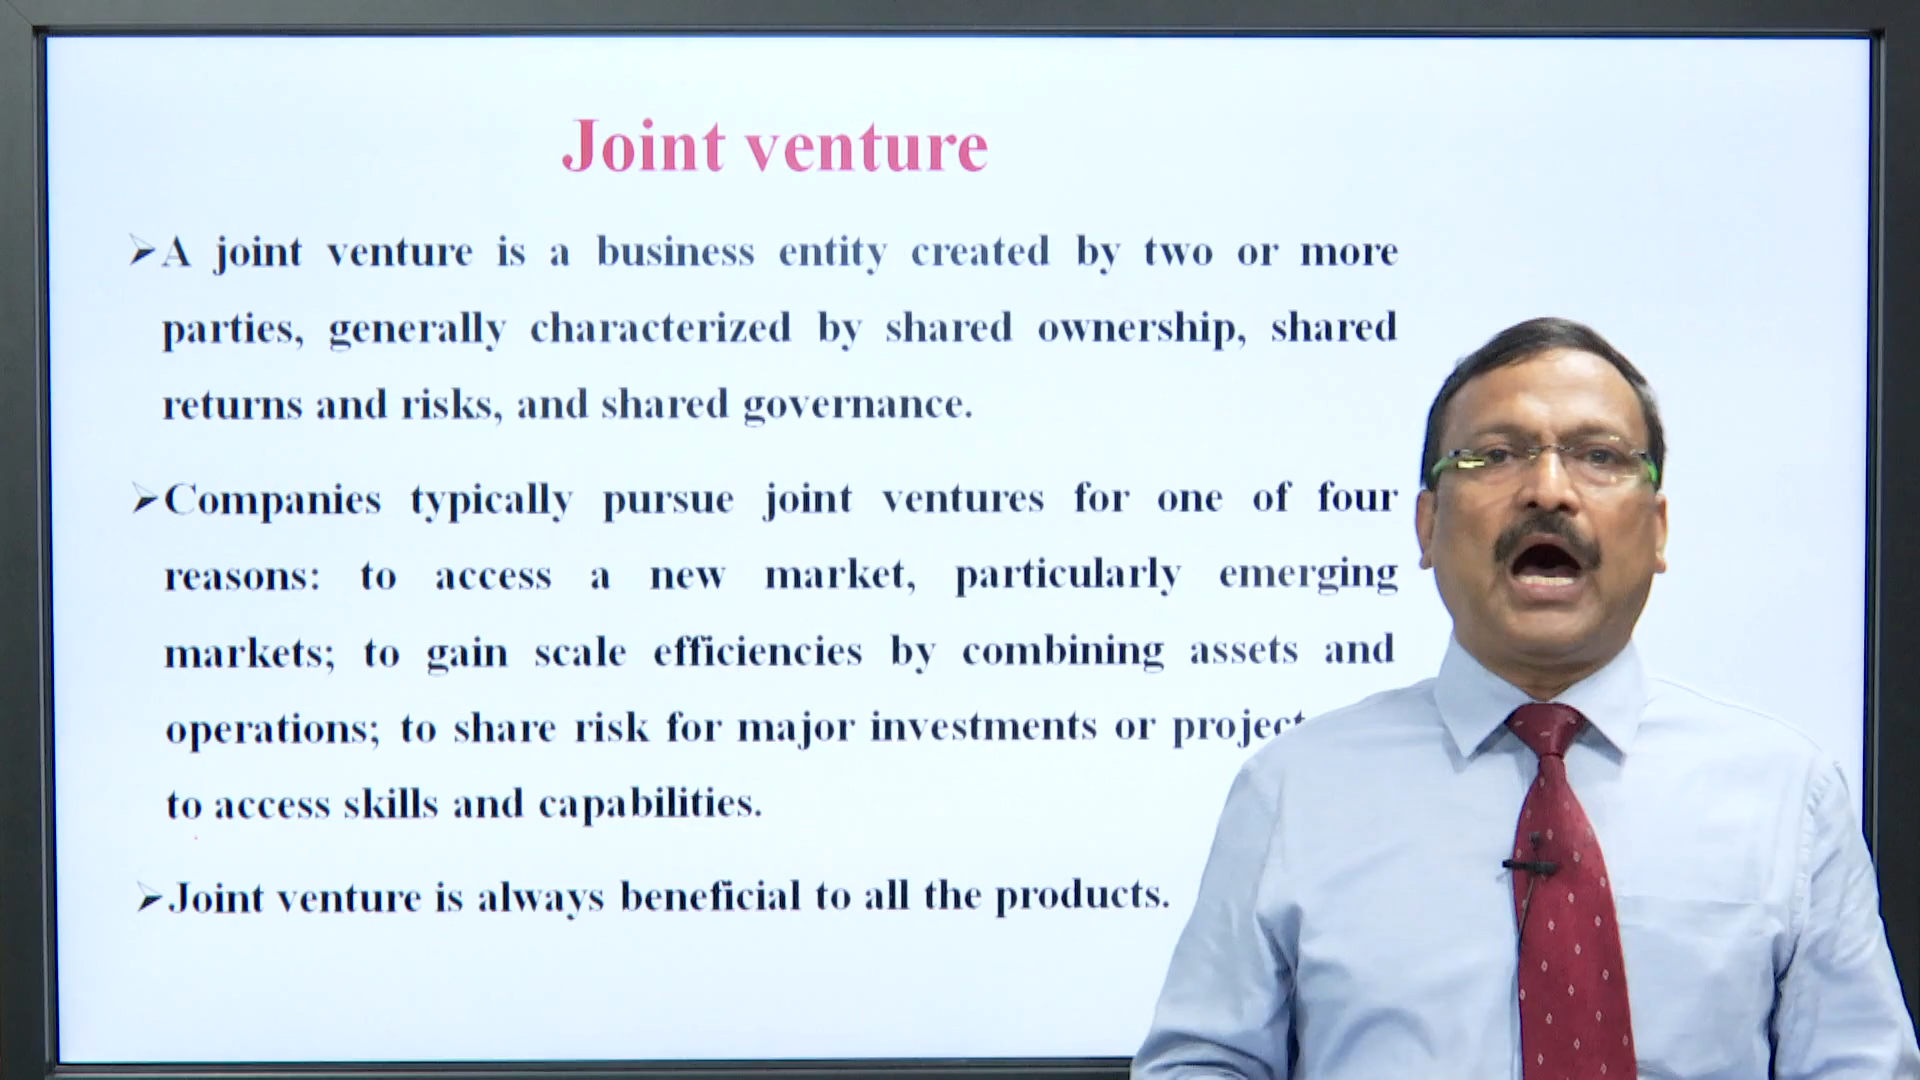 Joint venture
➢A joint venture is a business entity created by two or more
parties, generally characterized by shared ownership, shared
returns and risks, and shared governance.
➢Companies typically pursue joint ventures for one of four
reasons: to access a new market, particularly emerging
markets; to gain scale efficiencies by combining assets and
operations; to share risk for major investments or
to access skills and capabilities.
➢Joint venture is always beneficial to all the products.